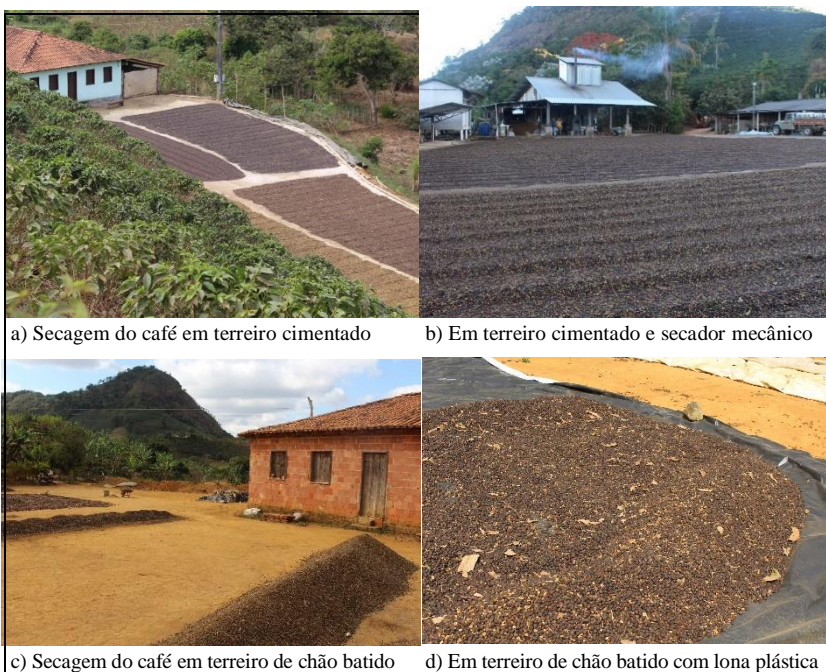 a) Secagem do café em terreiro cimentado
b) Em terreiro cimentado e secador mecânico
c) Secagem do café em terreiro de chão batido
d) Em terreiro de chão batido com lona plástica